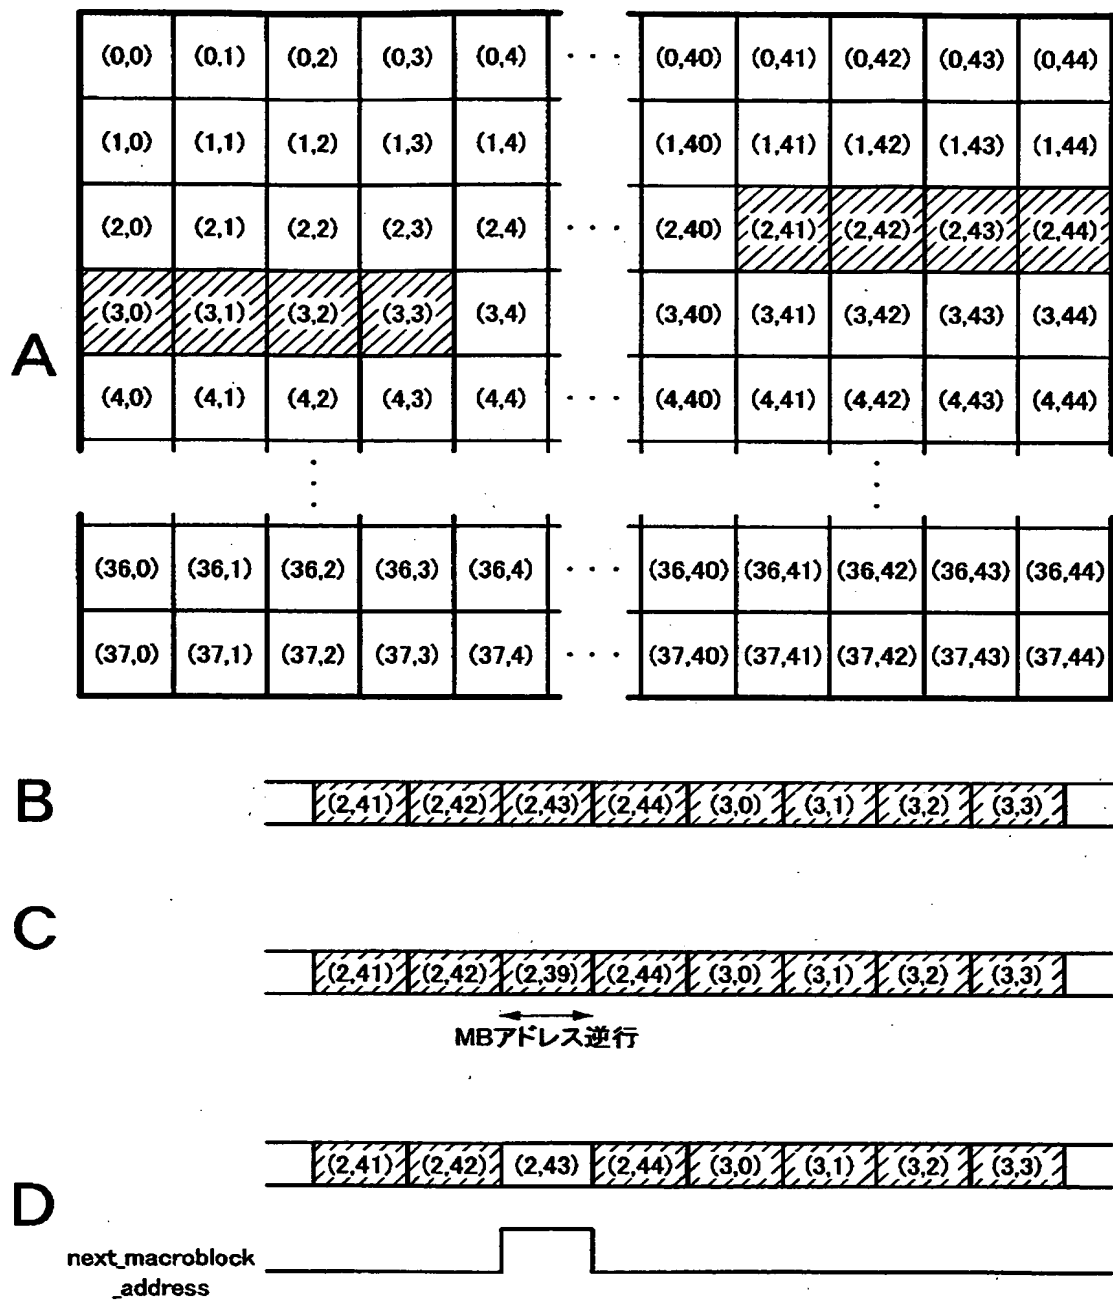 (0,0) (0,1) (0,2) (0,3) (0,4) · · · (0,40) (0,41) (0,42) (0,43) (0,44)
(1,0) (1,1) (1,2) (1,3) (1,4) (1,40) (1,41) (1,42) (1,43) (1,44)
(2,0) (2,1) (2,2) (2,3) (2,4) · · · (2,40) (2,41) (2,42) (2,43) (2,44)
(3,0) (3,1) (3,2) (3,3) (3,4) (3,40) (3,41) (3,42) (3,43) (3,44)
A
(4,0) (4,1) (4,2) (4,3) (4,4) · · · (4,40) (4,41) (4,42) (4,43) (4,44)
(36,0) (36,1) (36,2) (36,3) (36,4) · · · (36,40) (36,41) (36,42) (36,43) (36,44)
(37,0) (37,1) (37,2) (37,3) (37,4) · · · (37,40) (37,41) (37,42) (37,43) (37,44)
B
(2,41) (2,42) (2,43) (2,44) (3,0) (3,1) (3,2) (3,3)
C
(2,41) (2,42) (2,39) (2,44) (3,0) (3,1) (3,2) (3,3)
MBアドレス逆行
(2,41) (2,42) (2,43) (2,44) (3,0) (3,1) (3,2) (3,3)
D
next_macroblock
_address